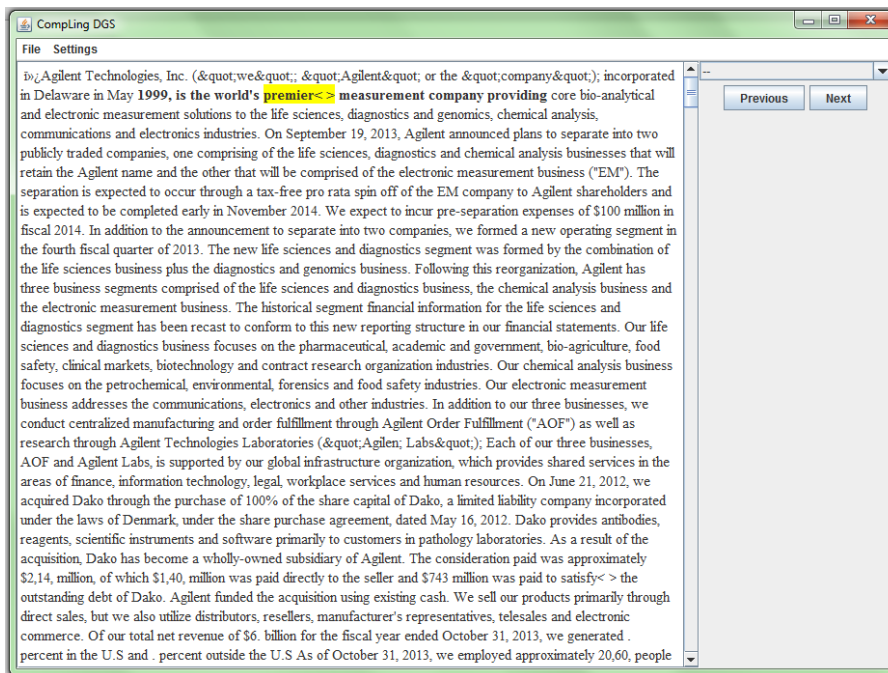 CompLing DGS
File Settings
ï»¿Agilent Technologies, Inc. (&quot;we&quot;; &quot;Agilent&quot; or the &quot;company&quot;); incorporated
in Delaware in May 1999, is the world's premier< > measurement company providing core bio-analytical
and electronic measurement solutions to the life sciences, diagnostics and genomics, chemical analysis,
communications and electronics industries. On September 19, 2013, Agilent announced plans to separate into two
publicly traded companies, one comprising of the life sciences, diagnostics and chemical analysis businesses that will
retain the Agilent name and the other that will be comprised of the electronic measurement business ("EM"). The
separation is expected to occur through a tax-free pro rata spin off of the EM company to Agilent shareholders and
is expected to be completed early in November 2014. We expect to incur pre-separation expenses of $100 million in
fiscal 2014. In addition to the announcement to separate into two companies, we formed a new operating segment in
the fourth fiscal quarter of 2013. The new life sciences and diagnostics segment was formed by the combination of
the life sciences business plus the diagnostics and genomics business. Following this reorganization, Agilent has
three business segments comprised of the life sciences and diagnostics business, the chemical analysis business and
the electronic measurement business. The historical segment financial information for the life sciences and
diagnostics segment has been recast to conform to this new reporting structure in our financial statements. Our life
sciences and diagnostics business focuses on the pharmaceutical, academic and government, bio-agriculture, food
safety, clinical markets, biotechnology and contract research organization industries. Our chemical analysis business
focuses on the petrochemical, environmental, forensics and food safety industries. Our electronic measurement
business addresses the communications, electronics and other industries. In addition to our three businesses, we
conduct centralized manufacturing and order fulfillment through Agilent Order Fulfillment ("AOF") as well as
research through Agilent Technologies Laboratories (&quot;Agilen; Labs&quot;); Each of our three businesses,
AOF and Agilent Labs, is supported by our global infrastructure organization, which provides shared services in the
areas of finance, information technology, legal, workplace services and human resources. On June 21, 2012, we
acquired Dako through the purchase of 100% of the share capital of Dako, a limited liability company incorporated
under the laws of Denmark, under the share purchase agreement, dated May 16, 2012. Dako provides antibodies,
reagents, scientific instruments and software primarily to customers in pathology laboratories. As a result of the
acquisition, Dako has become a wholly-owned subsidiary of Agilent. The consideration paid was approximately
$2,14, million, of which $1,40, million was paid directly to the seller and $743 million was paid to satisfy< > the
outstanding debt of Dako. Agilent funded the acquisition using existing cash. We sell our products primarily through
direct sales, but we also utilize distributors, resellers, manufacturer's representatives, telesales and electronic
commerce. Of our total net revenue of $6. billion for the fiscal year ended October 31, 2013, we generated .
percent in the U.S and . percent outside the U.S As of October 31, 2013, we employed approximately 20,60, people
--
Previous Next